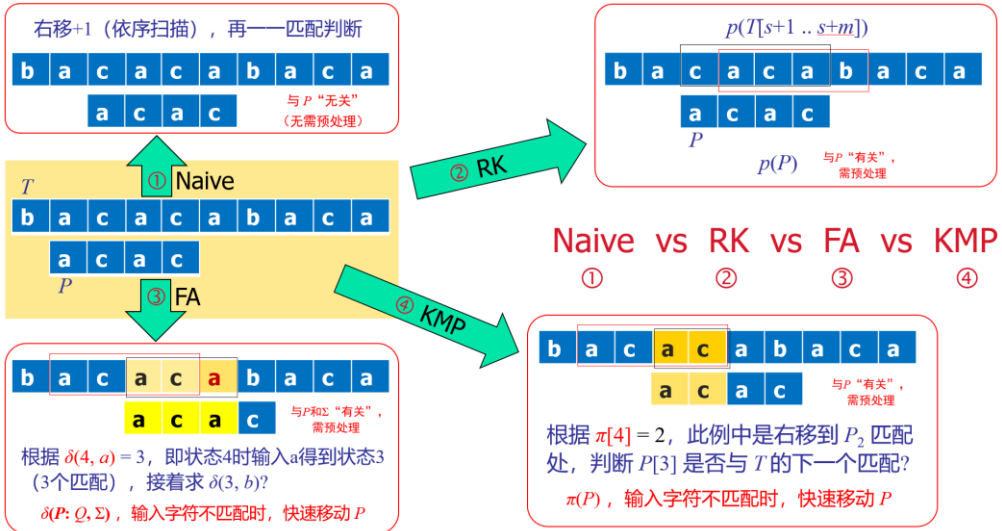 右移+1（依序扫描），再一一匹配判断
b a c a c a b a c a
a c a c
与 P “无关”
（无需预处理）
① Naive
T
b a c a c a b a c a
a c a c
P
③ FA
② RK
④ KMP
p(T[s+1 .. s+m])
b a c a c a b a c a
a c a c
P
p(P)
与P “有关”，
需预处理
Naive vs RK vs FA vs KMP
① ② ③ ④
b a c a c a b a c a
a c a c
与P和Σ “有关”，
需预处理
根据 δ(4, a) = 3，即状态4时输入a得到状态3
（3个匹配），接着求 δ(3, b)?
δ(P: Q, Σ)，输入字符不匹配时，快速移动 P
b a c a c a b a c a
a c a c
与P “有关”，
需预处理
根据 π[4] = 2，此例中是右移到 P₂ 匹配
处，判断 P[3] 是否与 T 的下一个匹配?
π(P)，输入字符不匹配时，快速移动 P